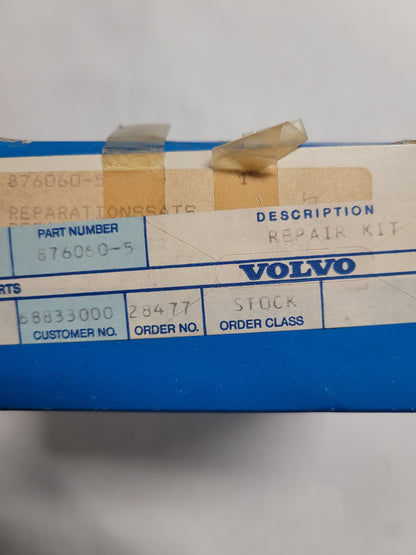 876060-5 1
REPARATIONSSATS
PART NUMBER
876060-5
DESCRIPTION
REPAIR KIT
VOLVO
RTS
68833000
CUSTOMER NO.
28477
ORDER NO.
STOCK
ORDER CLASS